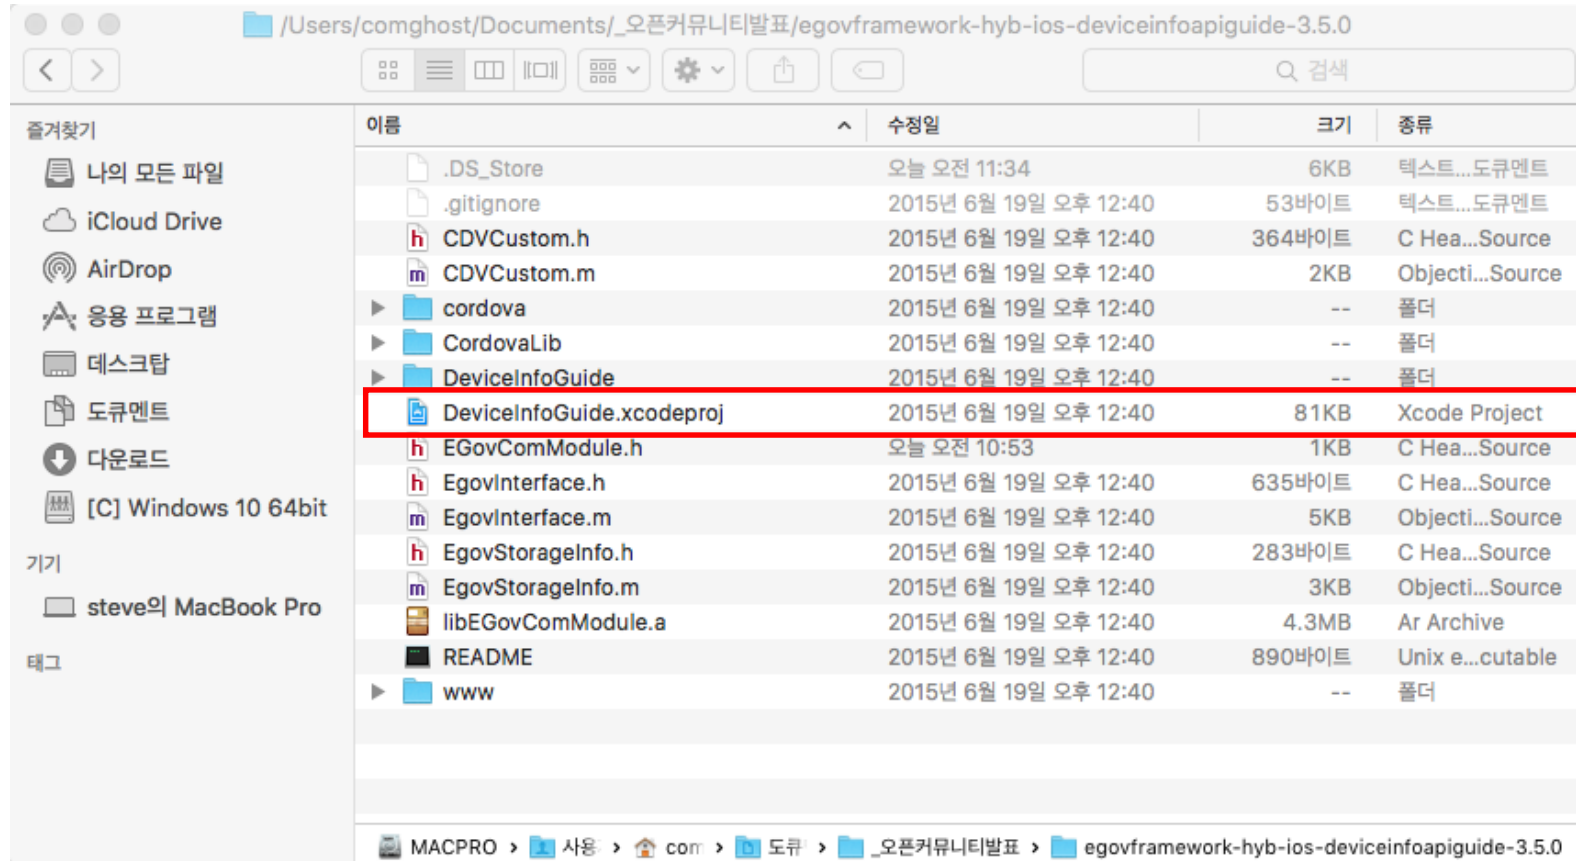 /Users/comghost/Documents/_오픈커뮤니티발표/egovframework-hyb-ios-deviceinfoapiguide-3.5.0
검색
즐겨찾기
나의 모든 파일
iCloud Drive
AirDrop
응용 프로그램
데스크탑
도큐멘트
다운로드
[C] Windows 10 64bit
기기
steve의 MacBook Pro
태그
이름 수정일 크기 종류
.DS_Store 오늘 오전 11:34 6KB 텍스트...도큐멘트
.gitignore 2015년 6월 19일 오후 12:40 53바이트 텍스트...도큐멘트
CDVCustom.h 2015년 6월 19일 오후 12:40 364바이트 C Hea...Source
CDVCustom.m 2015년 6월 19일 오후 12:40 2KB Objecti...Source
cordova 2015년 6월 19일 오후 12:40 -- 폴더
CordovaLib 2015년 6월 19일 오후 12:40 -- 폴더
DeviceInfoGuide 2015년 6월 19일 오후 12:40 -- 폴더
DeviceInfoGuide.xcodeproj 2015년 6월 19일 오후 12:40 81KB Xcode Project
EGovComModule.h 오늘 오전 10:53 1KB C Hea...Source
EgovInterface.h 2015년 6월 19일 오후 12:40 635바이트 C Hea...Source
EgovInterface.m 2015년 6월 19일 오후 12:40 5KB Objecti...Source
EgovStorageInfo.h 2015년 6월 19일 오후 12:40 283바이트 C Hea...Source
EgovStorageInfo.m 2015년 6월 19일 오후 12:40 3KB Objecti...Source
libEGovComModule.a 2015년 6월 19일 오후 12:40 4.3MB Ar Archive
README 2015년 6월 19일 오후 12:40 890바이트 Unix e...cutable
www 2015년 6월 19일 오후 12:40 -- 폴더
MACPRO › 사용 › com › 도큐 › _오픈커뮤니티발표 › egovframework-hyb-ios-deviceinfoapiguide-3.5.0